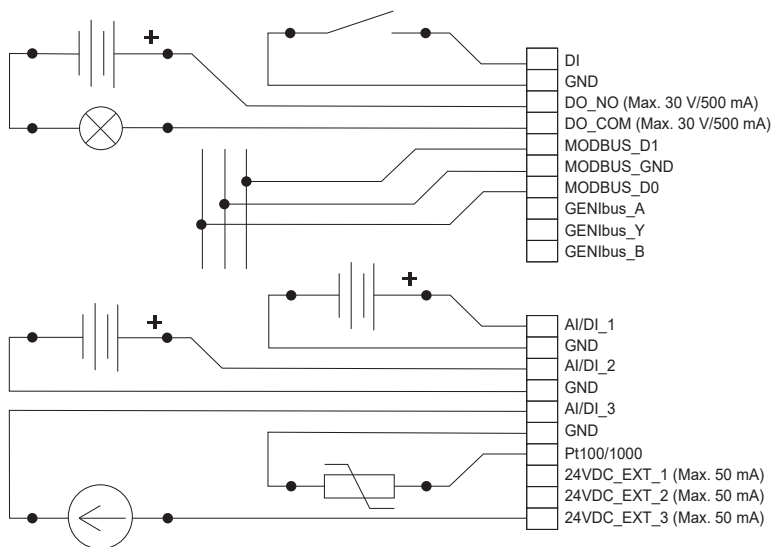 +
DI
GND
DO_NO (Max. 30 V/500 mA)
DO_COM (Max. 30 V/500 mA)
MODBUS_D1
MODBUS_GND
MODBUS_D0
GENIbus_A
GENIbus_Y
GENIbus_B
+
+
AI/DI_1
GND
AI/DI_2
GND
AI/DI_3
GND
Pt100/1000
24VDC_EXT_1 (Max. 50 mA)
24VDC_EXT_2 (Max. 50 mA)
24VDC_EXT_3 (Max. 50 mA)